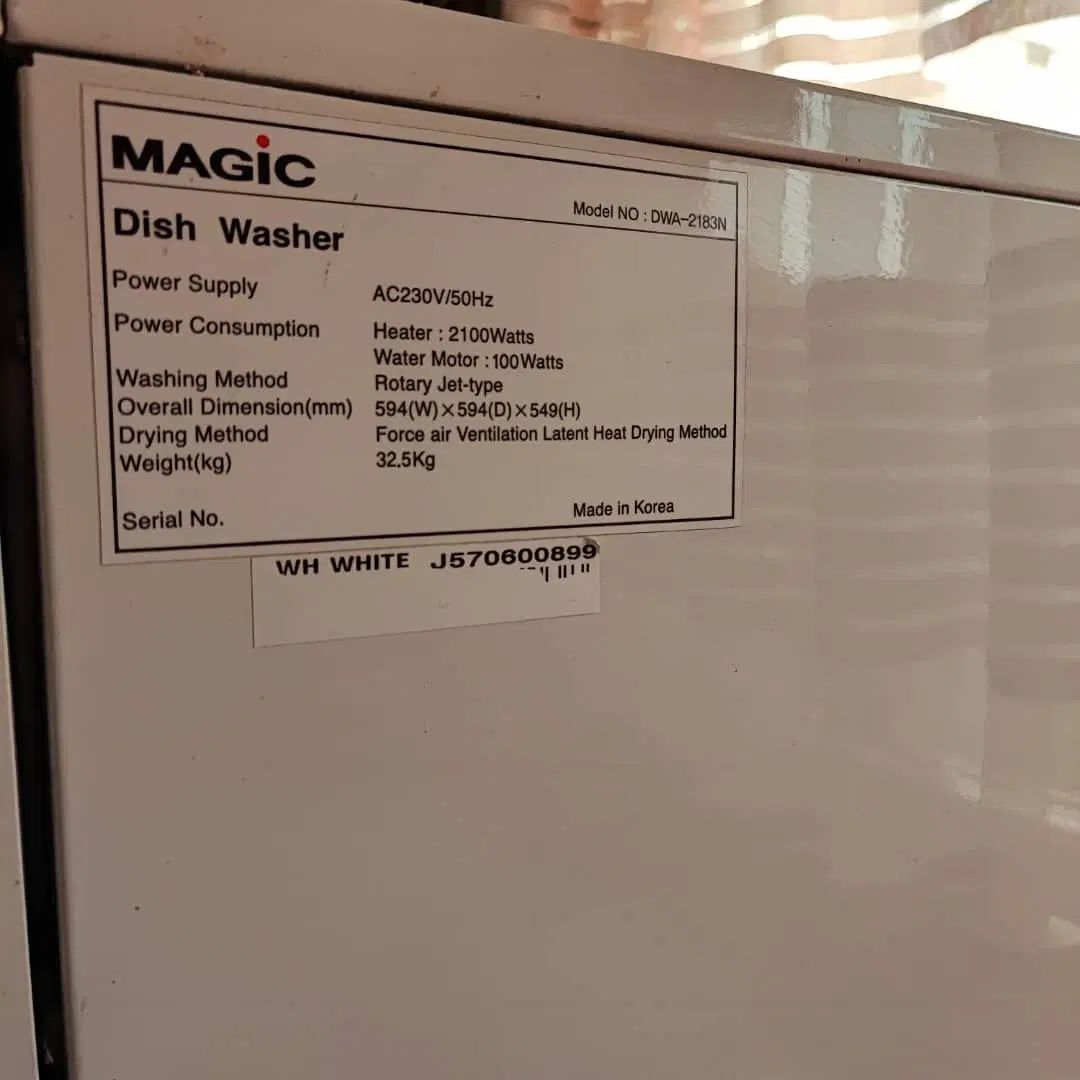 MAGiC
Model NO : DWA-2183N
Dish Washer
Power Supply AC230V/50Hz
Power Consumption Heater : 2100Watts
Water Motor : 100Watts
Washing Method Rotary Jet-type
Overall Dimension(mm) 594(W)×594(D)×549(H)
Drying Method Force air Ventilation Latent Heat Drying Method
Weight(kg) 32.5Kg
Serial No. Made in Korea
WH WHITE J570600899